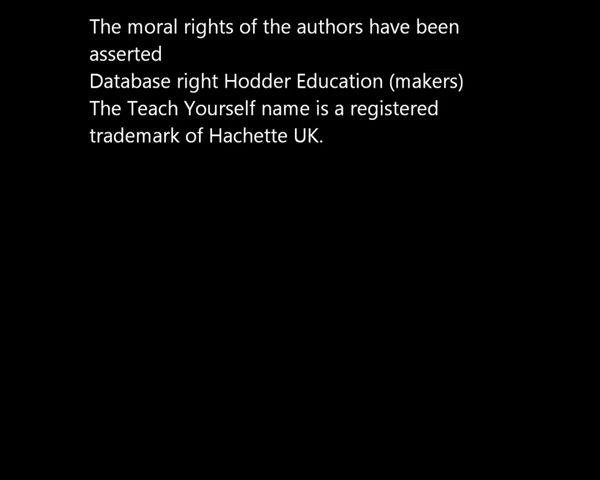 The moral rights of the authors have been
asserted
Database right Hodder Education (makers)
The Teach Yourself name is a registered
trademark of Hachette UK.